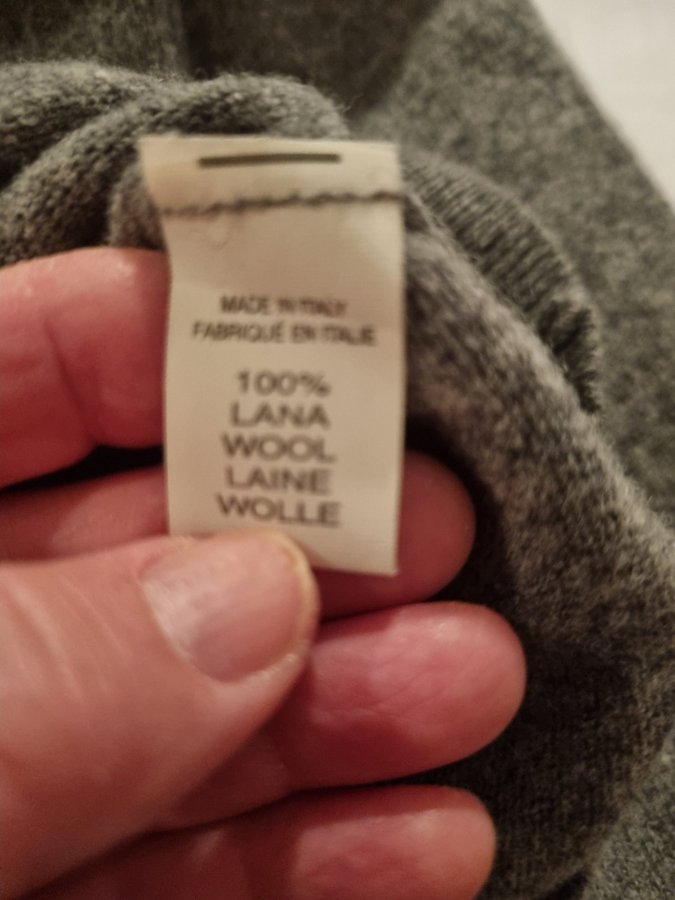 MADE IN ITALY
FABRIQUÉ EN ITALIE
100%
LANA
WOOL
LAINE
WOLLE